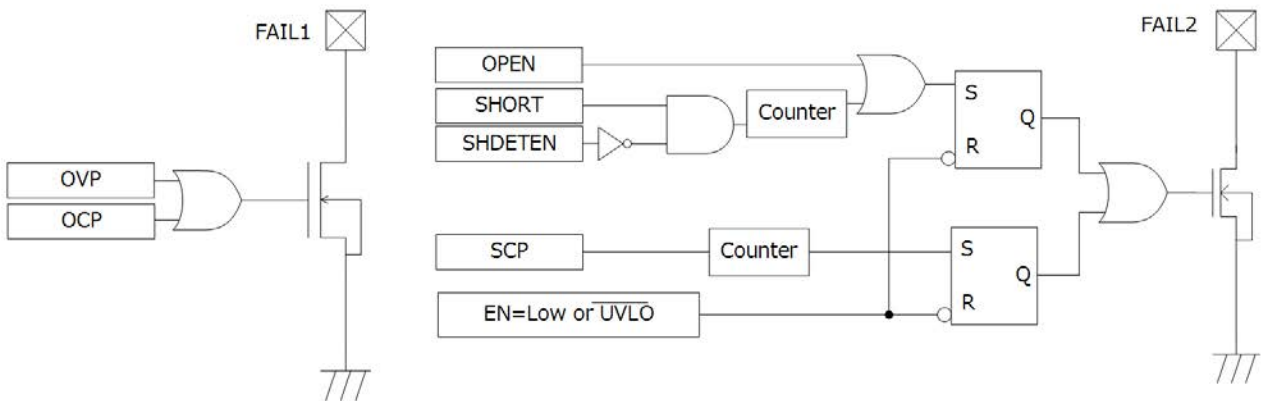 FAIL1
OVP
OCP
FAIL2
OPEN
SHORT
SHDETEN
Counter
S
Q
R
SCP
Counter
S
Q
R
EN=Low or UVLO